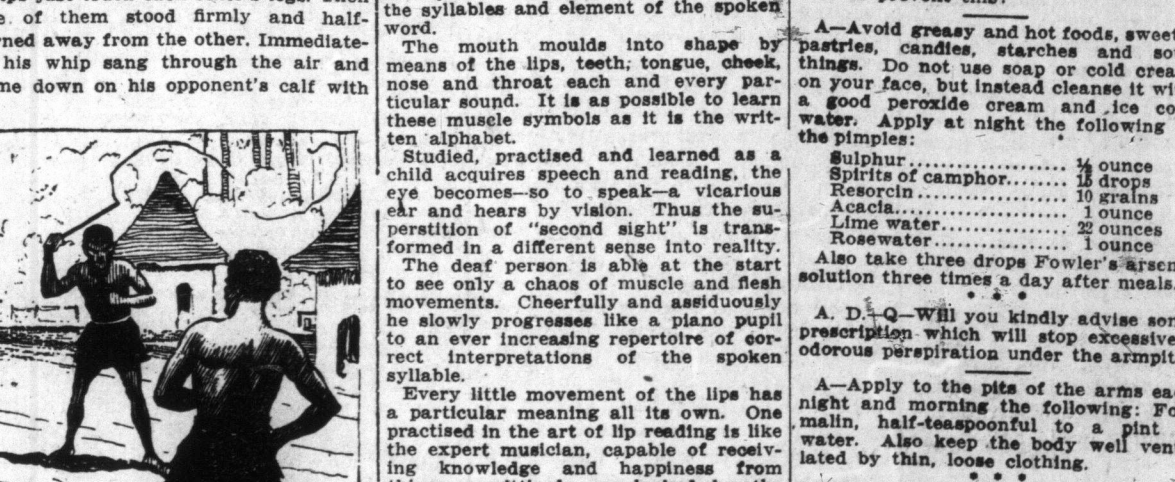 of them stood firmly and half-
away from the other. Immediate-
his whip sang through the air and
down on his opponent's calf with
the syllables and element of the spoken
word.
The mouth moulds into shape by
means of the lips, teeth, tongue, cheek,
nose and throat each and every par-
ticular sound. It is as possible to learn
these muscle symbols as it is the writ-
ten alphabet.
Studied, practised and learned as a
child acquires speech and reading, the
eye becomes—so to speak—a vicarious
ear and hears by vision. Thus the su-
perstition of "second sight" is trans-
formed in a different sense into reality.
The deaf person is able at the start
to see only a chaos of muscle and flesh
movements. Cheerfully and assiduously
he slowly progresses like a piano pupil
to an ever increasing repertoire of cor-
rect interpretations of the spoken
syllable.
Every little movement of the lips has
a particular meaning all its own. One
practised in the art of lip reading is like
the expert musician, capable of receiv-
ing knowledge and happiness from
A—Avoid greasy and hot foods, sweet
pastries, candies, starches and
things. Do not use soap or cold
on your face, but instead cleanse it
a good peroxide cream and ice
water. Apply at night the following
the pimples:
Sulphur.................. ½ ounce
Spirits of camphor....... 15 drops
Resorcin................. 10 grains
Acacia................... 1 ounce
Lime water............... 22 ounces
Rosewater................ 1 ounce
Also take three drops Fowler's
solution three times a day after meals.
* * *
A. D. Q—Will you kindly advise
prescription which will stop excessive
odorous perspiration under the
A—Apply to the pits of the arms
night and morning the following:
malin, half-teaspoonful to a pint
water. Also keep the body well ven
lated by thin, loose clothing.
* * *